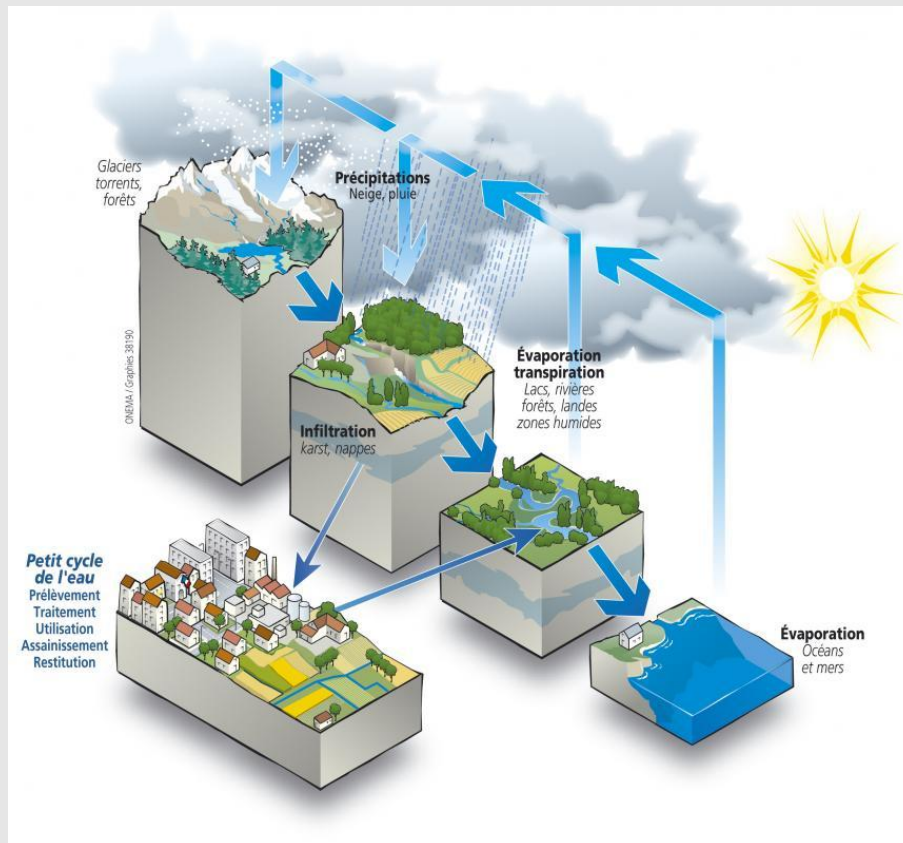 Glaciers
torrents,
forêts
Précipitations
Neige, pluie
ONEMA / Graphies 38190
Évaporation
transpiration
Lacs, rivières
forêts, landes
zones humides
Infiltration
karst, nappes
Petit cycle
de l'eau
Prélèvement
Traitement
Utilisation
Assainissement
Restitution
Évaporation
Océans
et mers